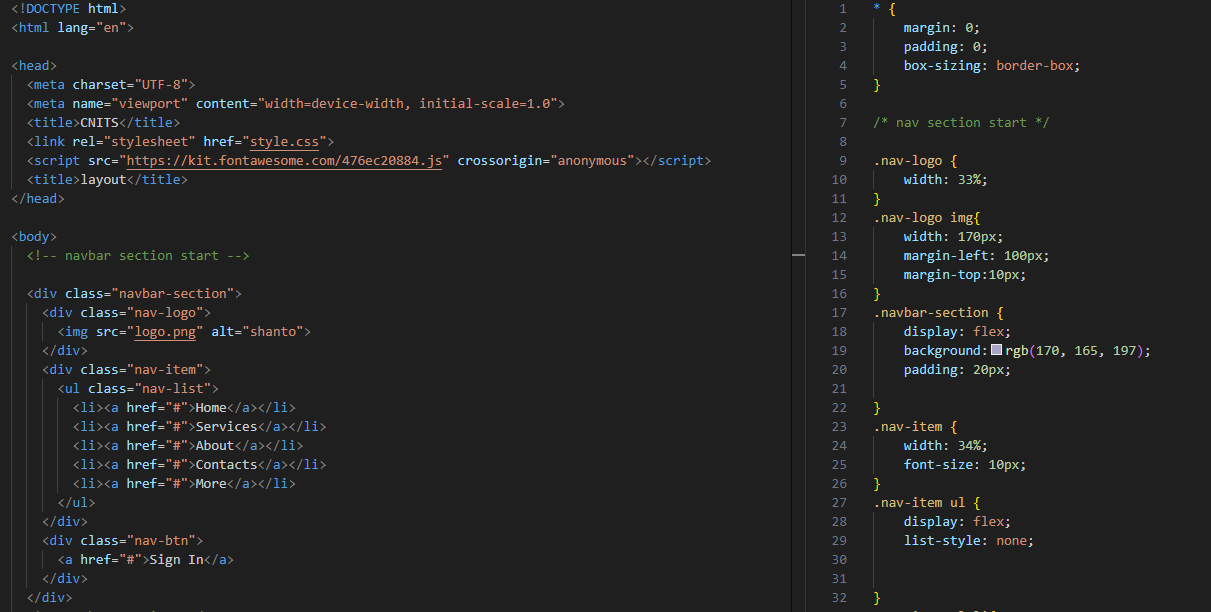 <!DOCTYPE html>
<html lang="en">
<head>
<meta charset="UTF-8">
<meta name="viewport" content="width=device-width, initial-scale=1.0">
<title>CNITS</title>
<link rel="stylesheet" href="style.css">
<script src="https://kit.fontawesome.com/476ec20884.js" crossorigin="anonymous"></script>
<title>layout</title>
</head>
<body>
<!-- navbar section start -->
<div class="navbar-section">
<div class="nav-logo">
<img src="logo.png" alt="shanto">
</div>
<div class="nav-item">
<ul class="nav-list">
<li><a href="#">Home</a></li>
<li><a href="#">Services</a></li>
<li><a href="#">About</a></li>
<li><a href="#">Contacts</a></li>
<li><a href="#">More</a></li>
</ul>
</div>
<div class="nav-btn">
<a href="#">Sign In</a>
</div>
</div>
1 * {
2 margin: 0;
3 padding: 0;
4 box-sizing: border-box;
5 }
6
7 /* nav section start */
8
9 .nav-logo {
10 width: 33%;
11 }
12 .nav-logo img{
13 width: 170px;
14 margin-left: 100px;
15 margin-top:10px;
16 }
17 .navbar-section {
18 display: flex;
19 background: rgb(170, 165, 197);
20 padding: 20px;
21
22 }
23 .nav-item {
24 width: 34%;
25 font-size: 10px;
26 }
27 .nav-item ul {
28 display: flex;
29 list-style: none;
30
31
32 }